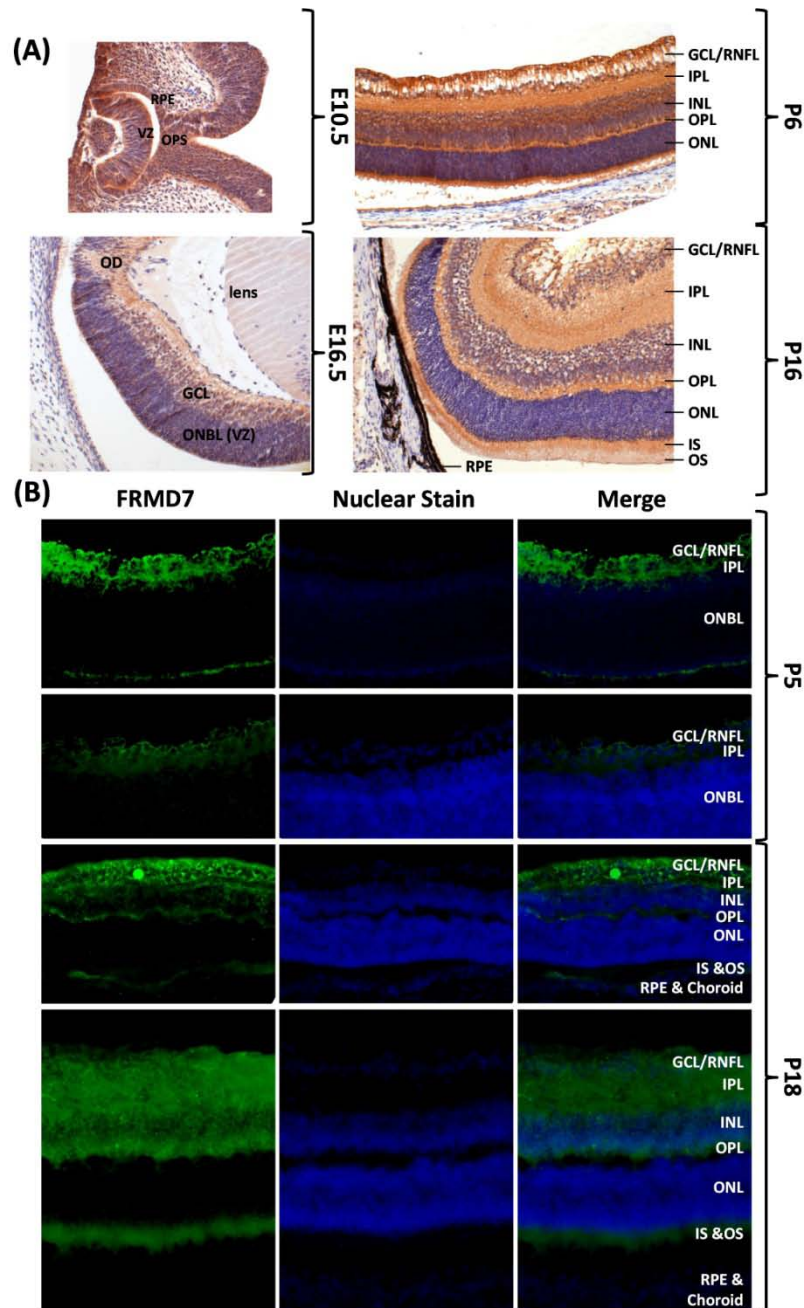 (A)
RPE
VZ
OPS
E10.5
GCL/RNFL
IPL
INL
OPL
ONL
P6
OD
lens
GCL
ONBL (VZ)
E16.5
GCL/RNFL
IPL
INL
OPL
ONL
IS
OS
RPE
P16
(B)
FRMD7 Nuclear Stain Merge
GCL/RNFL
IPL
ONBL
GCL/RNFL
IPL
ONBL
P5
GCL/RNFL
IPL
INL
OPL
ONL
IS &OS
RPE & Choroid
GCL/RNFL
IPL
INL
OPL
ONL
IS &OS
RPE &
Choroid
P18